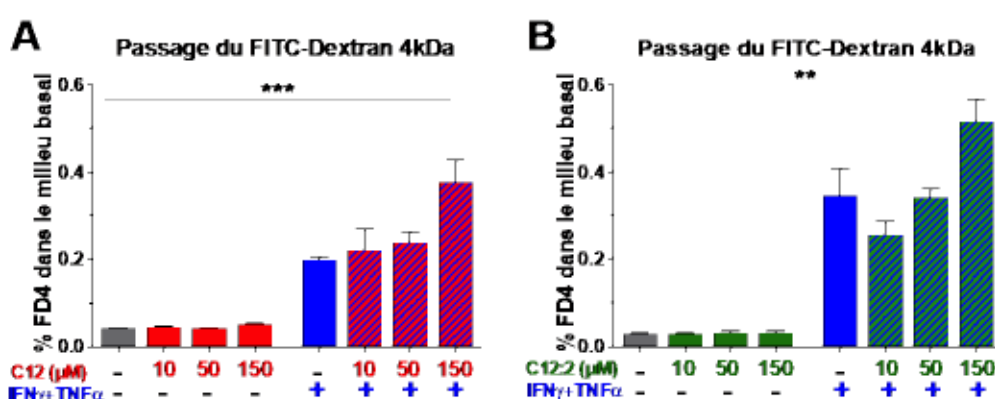 A
Passage du FITC-Dextran 4kDa
***
% FD4 dans le milieu basal
0.6
0.4
0.2
0.0
C12 (µM) - 10 50 150 - 10 50 150
IFNγ+TNFα - - - - + + + +
B
Passage du FITC-Dextran 4kDa
**
% FD4 dans le milieu basal
0.6
0.4
0.2
0.0
C12:2 (µM) - 10 50 150 - 10 50 150
IFNγ+TNFα - - - - + + + +